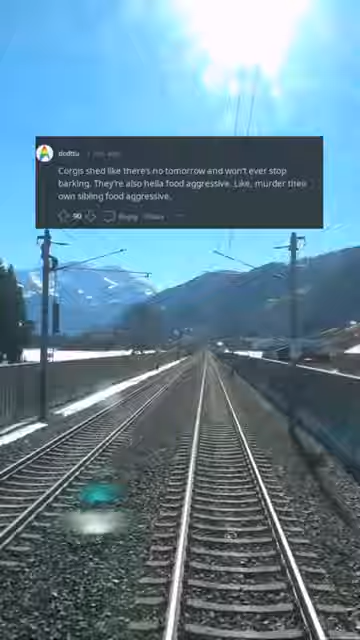 Corgis shed like there's no tomorrow and won't ever stop
barking. They're also hella food aggressive. Like, murder their
own sibling food aggressive.
90 Reply